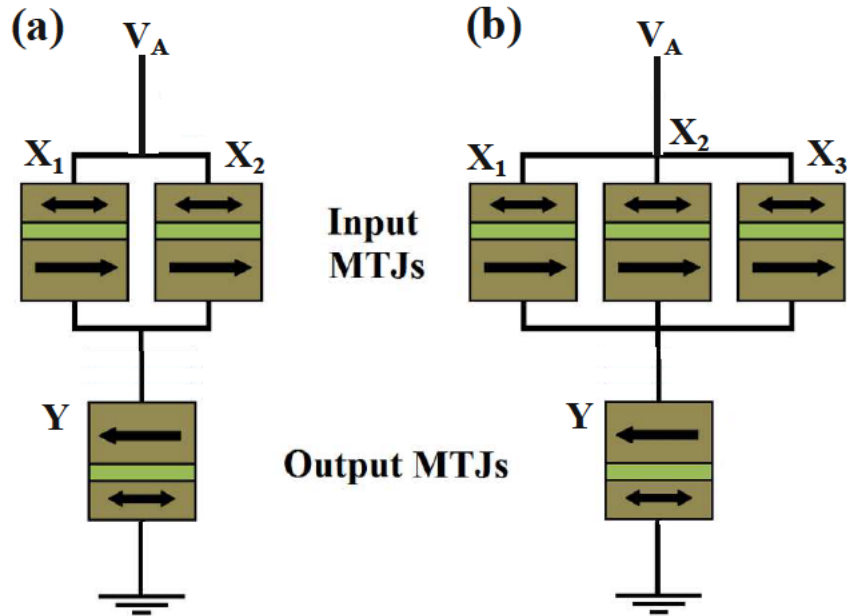 (a)
V_A
X_1
X_2
Input
MTJs
Y
Output MTJs
(b)
V_A
X_1
X_2
X_3
Y